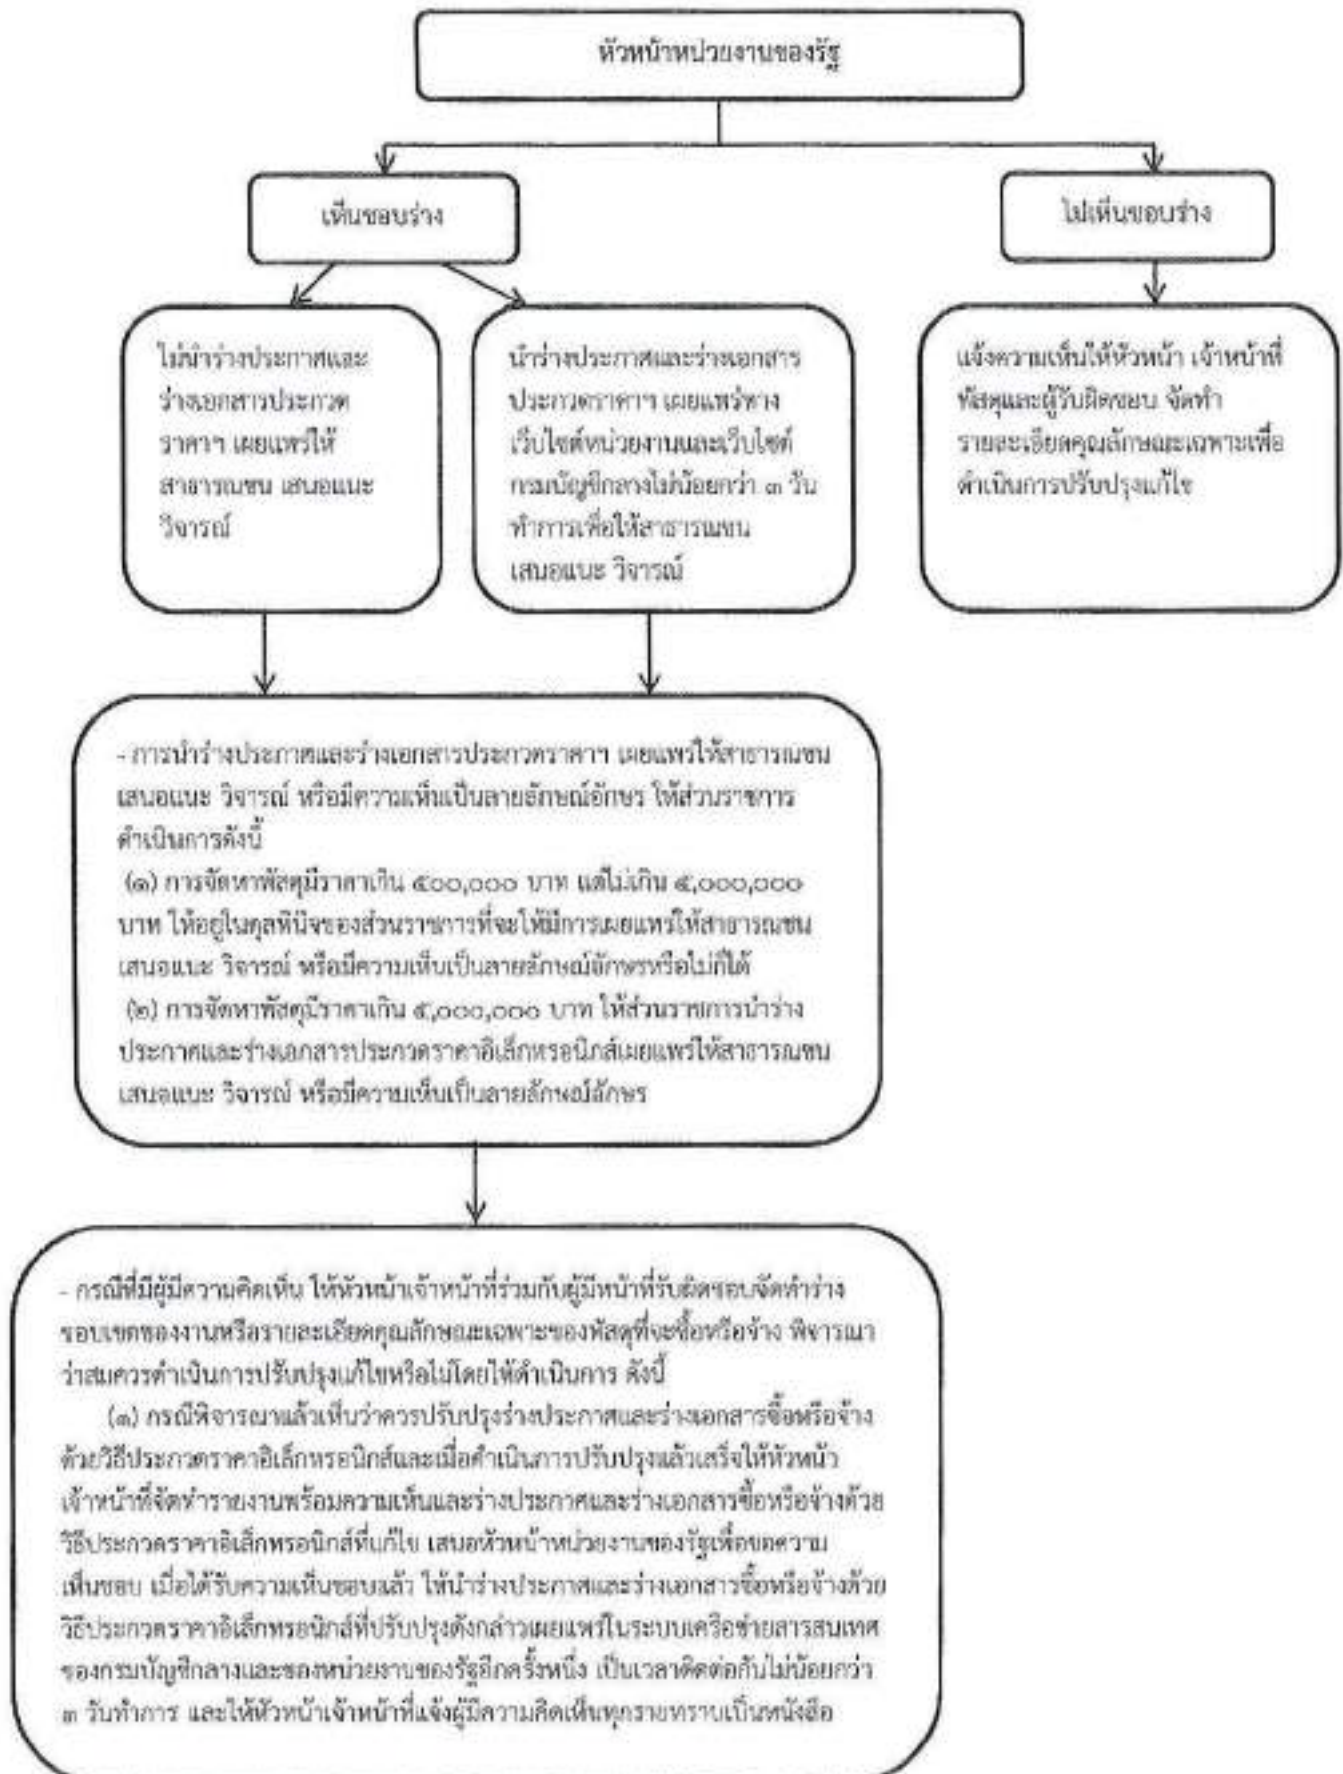 หัวหน้าหน่วยงานของรัฐ
เห็นชอบร่าง
ไม่เห็นชอบร่าง
ไม่นำร่างประกาศและ
ร่างเอกสารประกวด
ราคาฯ เผยแพร่ให้
สาธารณชน เสนอแนะ
วิจารณ์
นำร่างประกาศและร่างเอกสาร
ประกวดราคาฯ เผยแพร่ทาง
เว็บไซต์หน่วยงานและเว็บไซต์
กรมบัญชีกลางไม่น้อยกว่า ๓ วัน
ทำการเพื่อให้สาธารณชน
เสนอแนะ วิจารณ์
แจ้งความเห็นให้หัวหน้า เจ้าหน้าที่
พัสดุและผู้รับผิดชอบ จัดทำ
รายละเอียดคุณลักษณะเฉพาะเพื่อ
ดำเนินการปรับปรุงแก้ไข
- การนำร่างประกาศและร่างเอกสารประกวดราคาฯ เผยแพร่ให้สาธารณชน
เสนอแนะ วิจารณ์ หรือมีความเห็นเป็นลายลักษณ์อักษร ให้ส่วนราชการ
ดำเนินการดังนี้
(๑) การจัดหาพัสดุมีราคาเกิน ๕๐๐,๐๐๐ บาท แต่ไม่เกิน ๕,๐๐๐,๐๐๐
บาท ให้อยู่ในดุลพินิจของส่วนราชการที่จะให้มีการเผยแพร่ให้สาธารณชน
เสนอแนะ วิจารณ์ หรือมีความเห็นเป็นลายลักษณ์อักษรหรือไม่ก็ได้
(๒) การจัดหาพัสดุมีราคาเกิน ๕,๐๐๐,๐๐๐ บาท ให้ส่วนราชการนำร่าง
ประกาศและร่างเอกสารประกวดราคาอิเล็กทรอนิกส์เผยแพร่ให้สาธารณชน
เสนอแนะ วิจารณ์ หรือมีความเห็นเป็นลายลักษณ์อักษร
- กรณีที่มีผู้มีความคิดเห็น ให้หัวหน้าเจ้าหน้าที่ร่วมกับผู้มีหน้าที่รับผิดชอบจัดทำร่าง
ขอบเขตของงานหรือรายละเอียดคุณลักษณะเฉพาะของพัสดุที่จะซื้อหรือจ้าง พิจารณา
ว่าสมควรดำเนินการปรับปรุงแก้ไขหรือไม่โดยให้ดำเนินการ ดังนี้
(๑) กรณีพิจารณาแล้วเห็นว่าควรปรับปรุงร่างประกาศและร่างเอกสารซื้อหรือจ้าง
ด้วยวิธีประกวดราคาอิเล็กทรอนิกส์และเมื่อดำเนินการปรับปรุงแล้วเสร็จให้หัวหน้า
เจ้าหน้าที่จัดทำรายงานพร้อมความเห็นและร่างประกาศและร่างเอกสารซื้อหรือจ้างด้วย
วิธีประกวดราคาอิเล็กทรอนิกส์ที่แก้ไข เสนอหัวหน้าหน่วยงานของรัฐเพื่อขอความ
เห็นชอบ เมื่อได้รับความเห็นชอบแล้ว ให้นำร่างประกาศและร่างเอกสารซื้อหรือจ้างด้วย
วิธีประกวดราคาอิเล็กทรอนิกส์ที่ปรับปรุงดังกล่าวเผยแพร่ในระบบเครือข่ายสารสนเทศ
ของกรมบัญชีกลางและของหน่วยงานของรัฐอีกครั้งหนึ่ง เป็นเวลาติดต่อกันไม่น้อยกว่า
๓ วันทำการ และให้หัวหน้าเจ้าหน้าที่แจ้งผู้มีความคิดเห็นทุกรายทราบเป็นหนังสือ